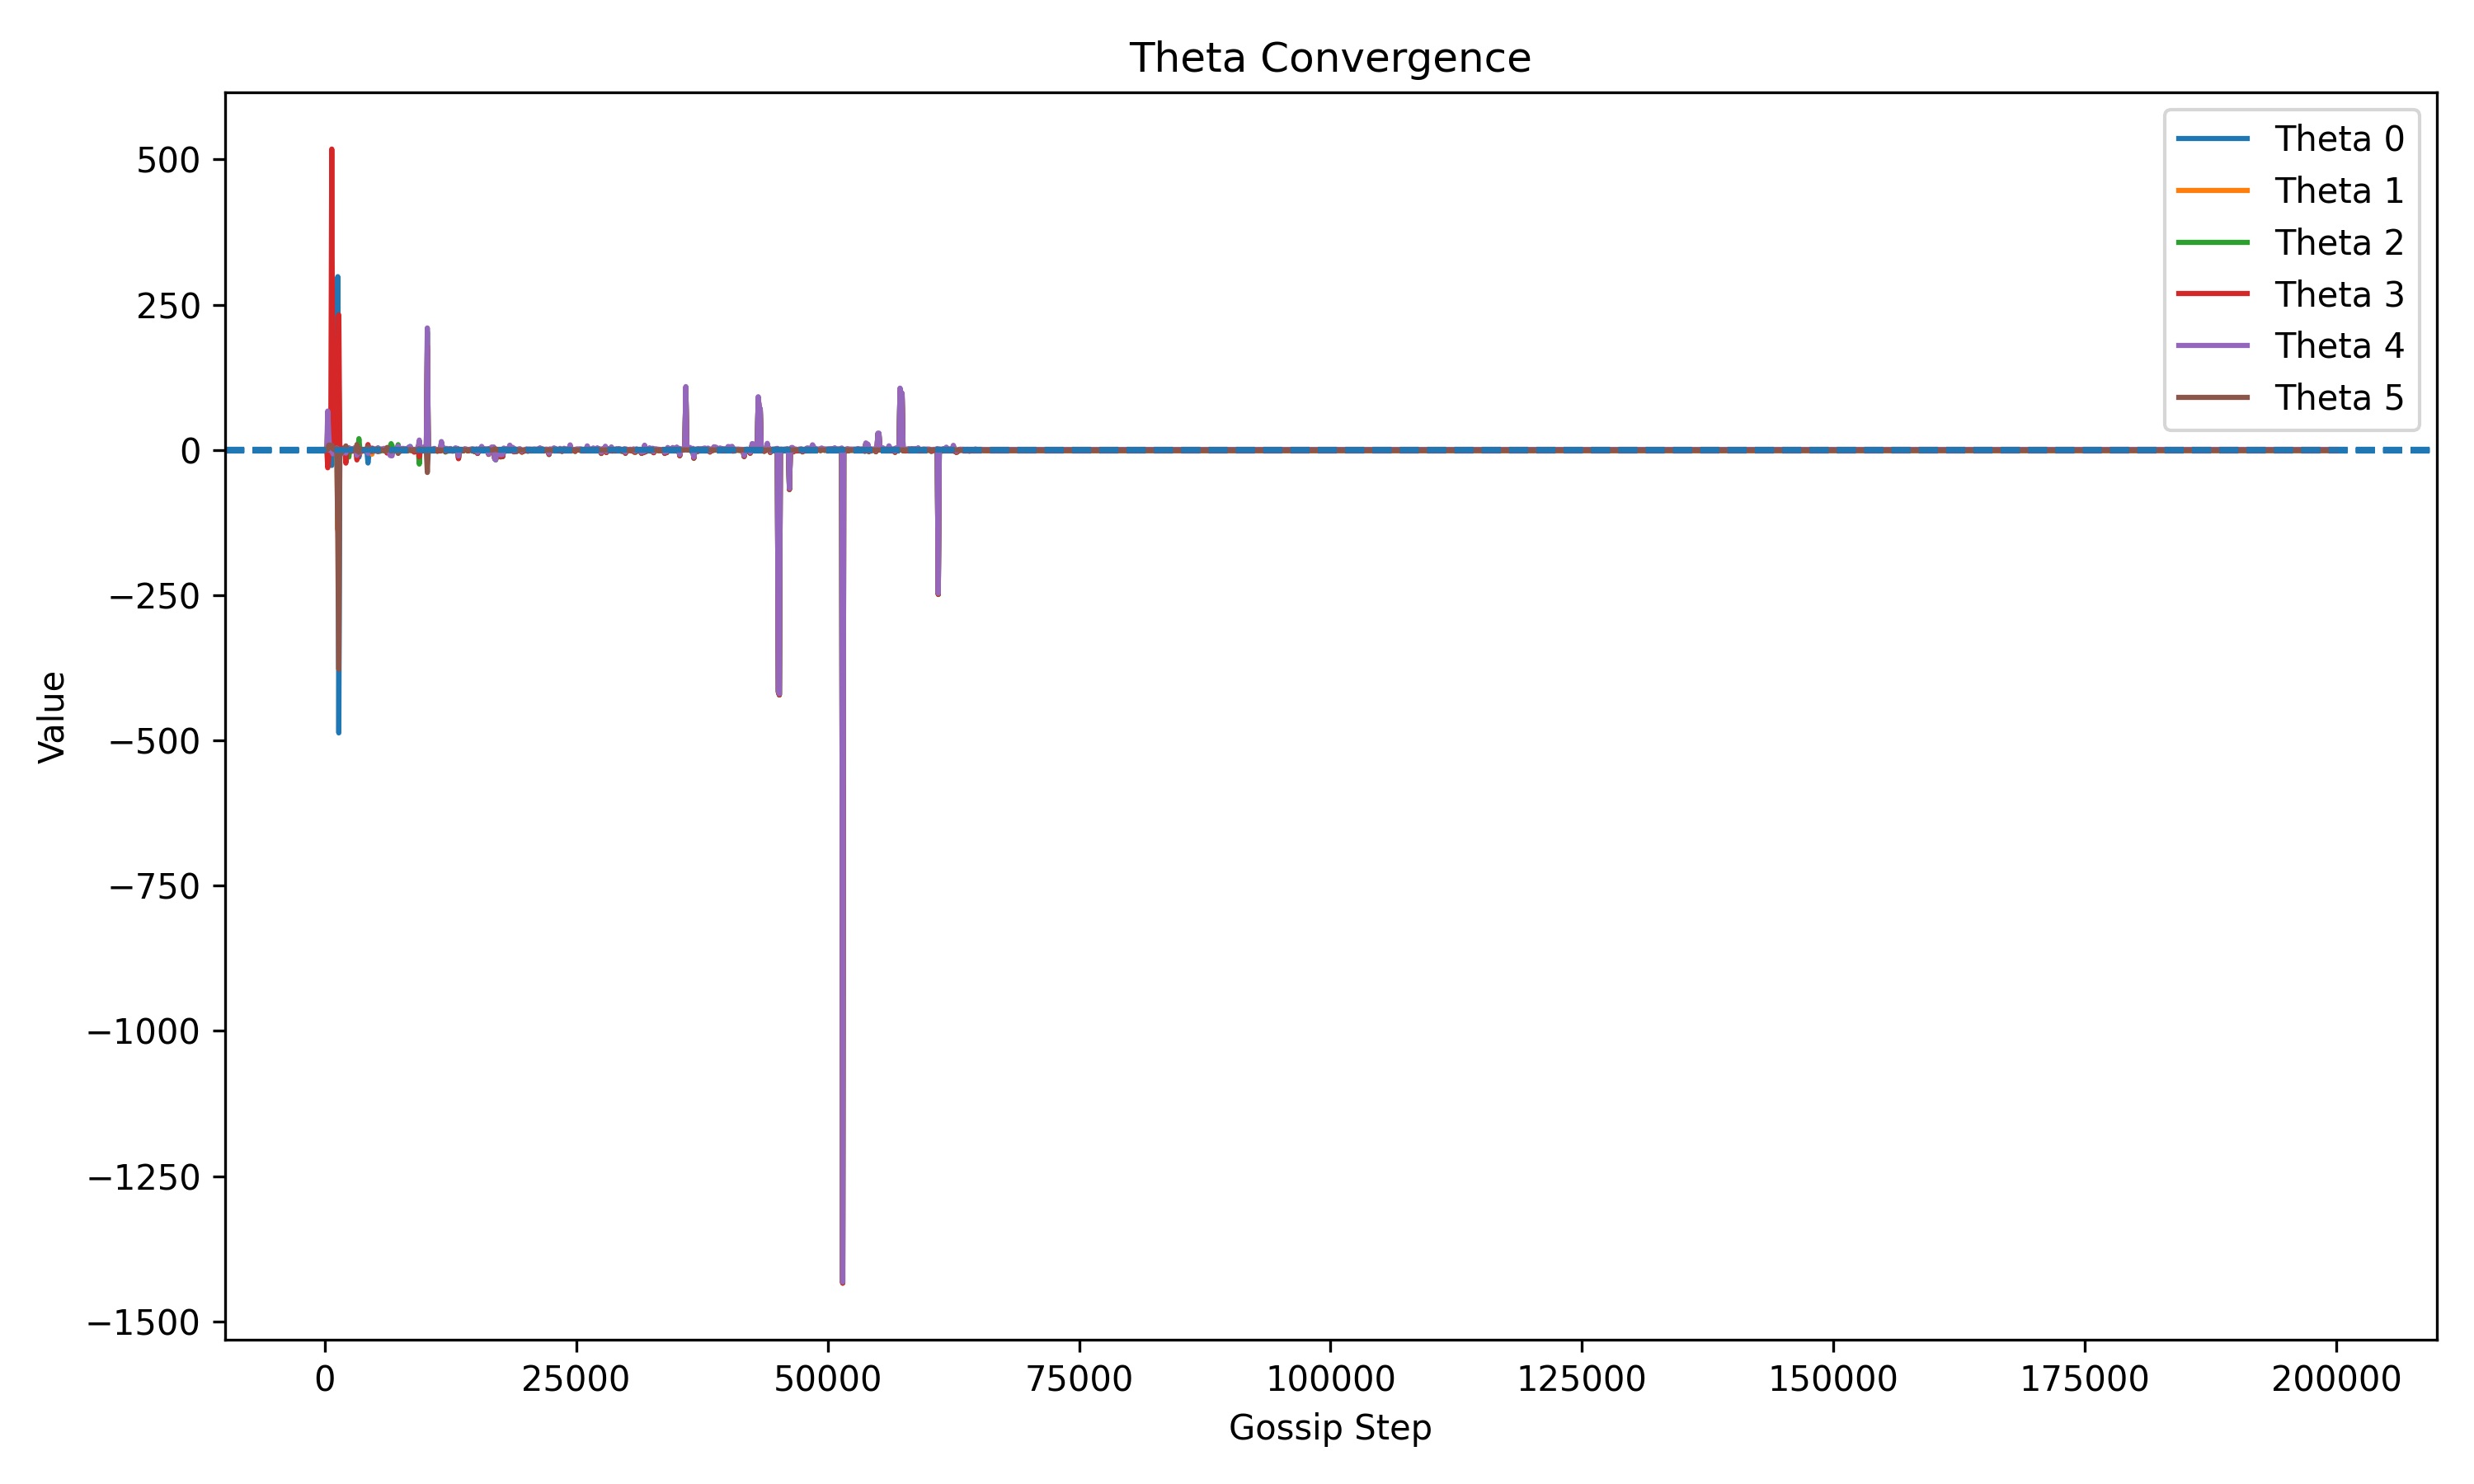 Theta Convergence
500
250
0
−250
−500
−750
−1000
−1250
−1500
Value
0
25000
50000
75000
100000
125000
150000
175000
200000
Gossip Step
Theta 0
Theta 1
Theta 2
Theta 3
Theta 4
Theta 5